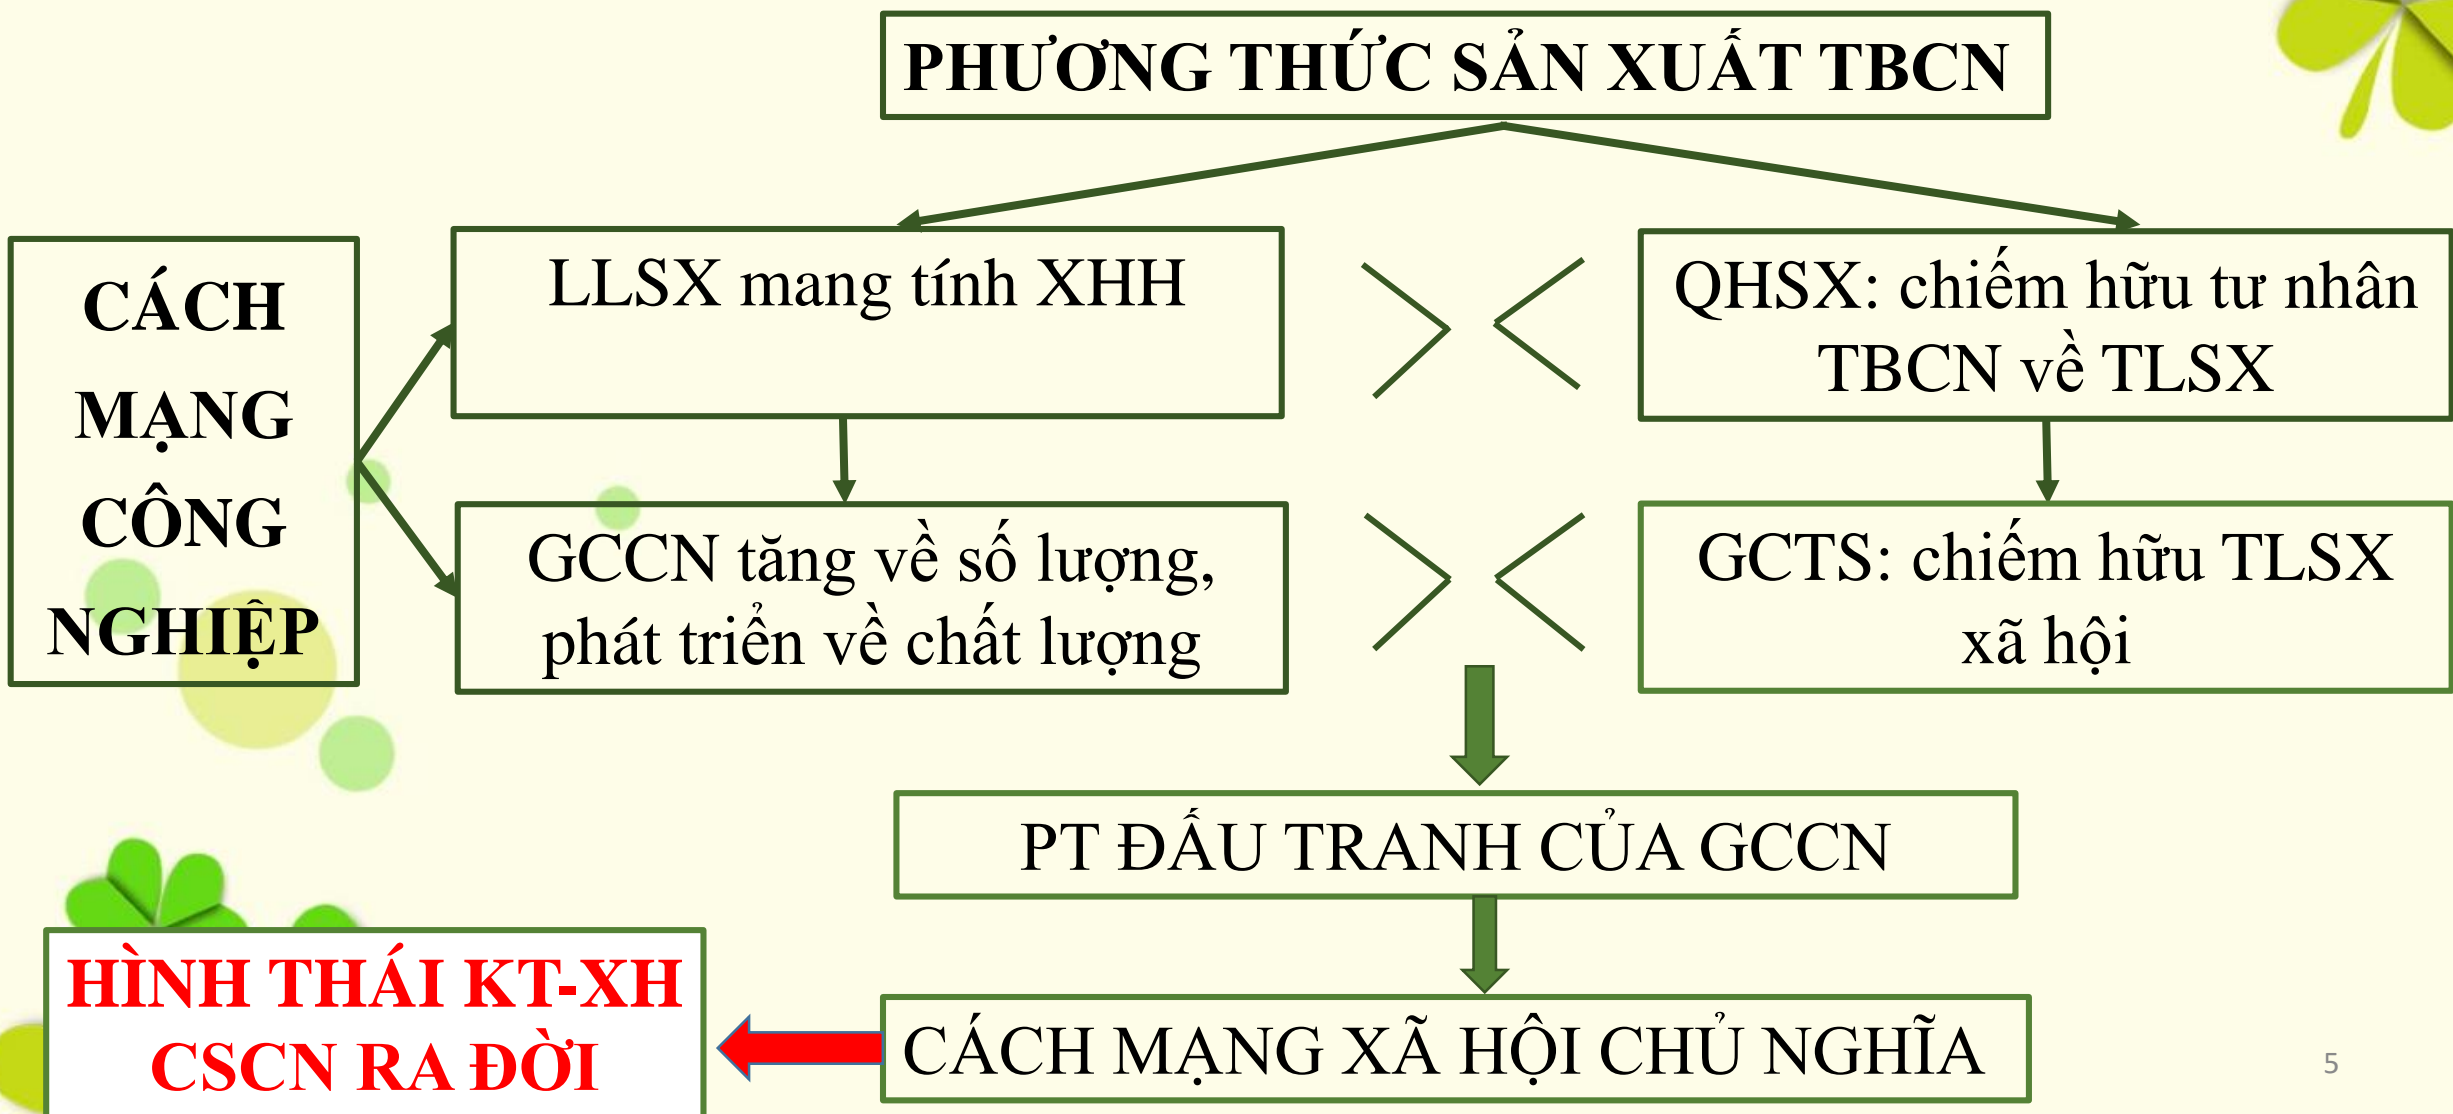 PHƯƠNG THỨC SẢN XUẤT TBCN
CÁCH
MẠNG
CÔNG
NGHIỆP
LLSX mang tính XHH
QHSX: chiếm hữu tư nhân
TBCN về TLSX
GCCN tăng về số lượng,
phát triển về chất lượng
GCTS: chiếm hữu TLSX
xã hội
PT ĐẤU TRANH CỦA GCCN
CÁCH MẠNG XÃ HỘI CHỦ NGHĨA
HÌNH THÁI KT-XH
CSCN RA ĐỜI
5